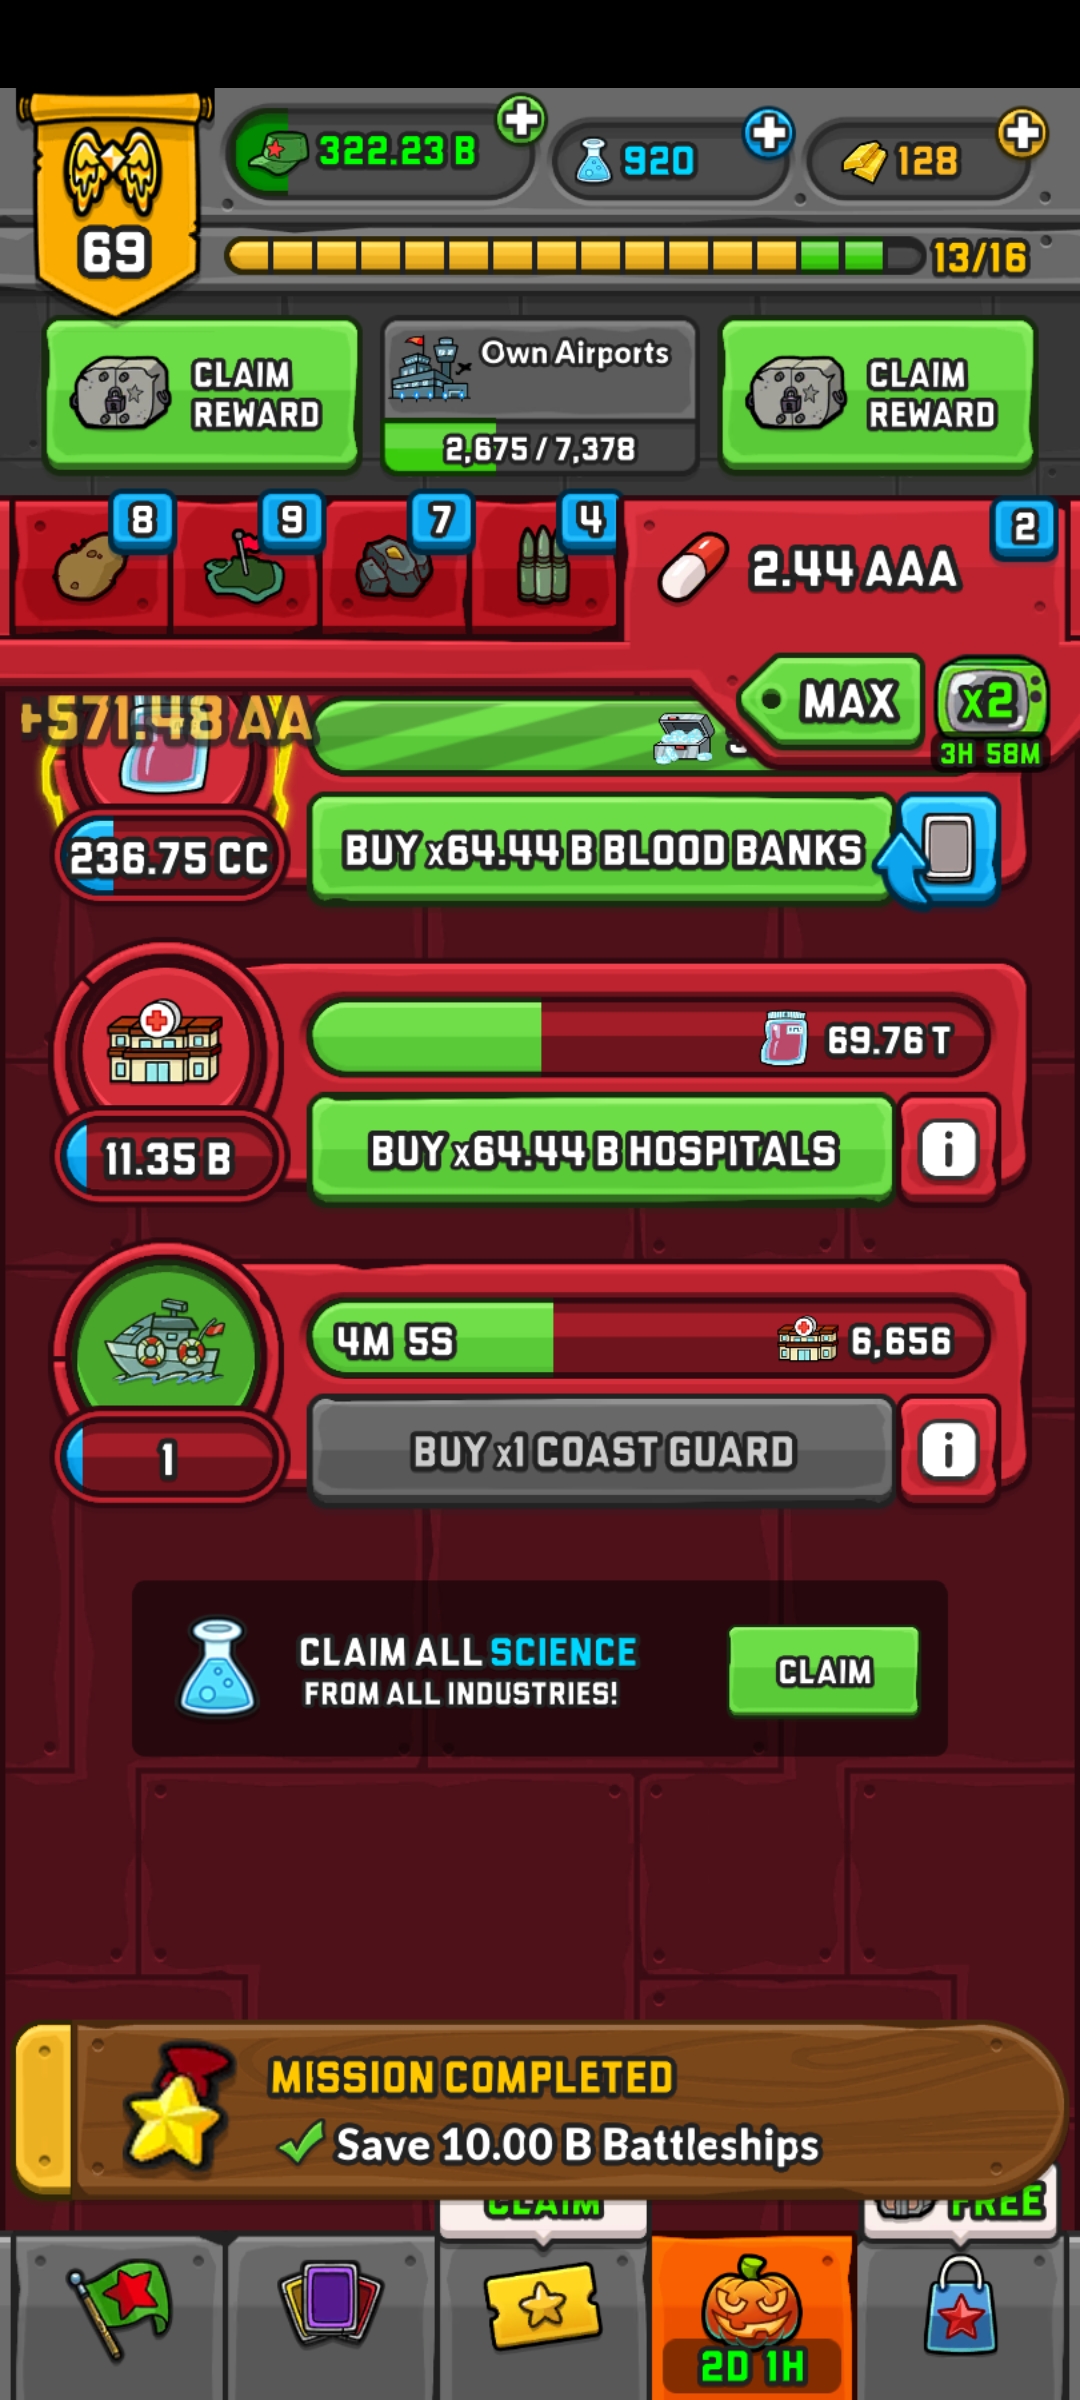 69
322.23 B
920
128
13/16
CLAIM
REWARD
Own Airports
2,675 / 7,378
CLAIM
REWARD
8
9
7
4
2
2.44 AAA
MAX
x2
3H 58M
+571.48 AA
236.75 CC
BUY x64.44 B BLOOD BANKS
69.76 T
11.35 B
BUY x64.44 B HOSPITALS
i
4M 5S
6,656
1
BUY x1 COAST GUARD
i
CLAIM ALL SCIENCE
FROM ALL INDUSTRIES!
CLAIM
MISSION COMPLETED
Save 10.00 B Battleships
CLAIM
FREE
2D 1H